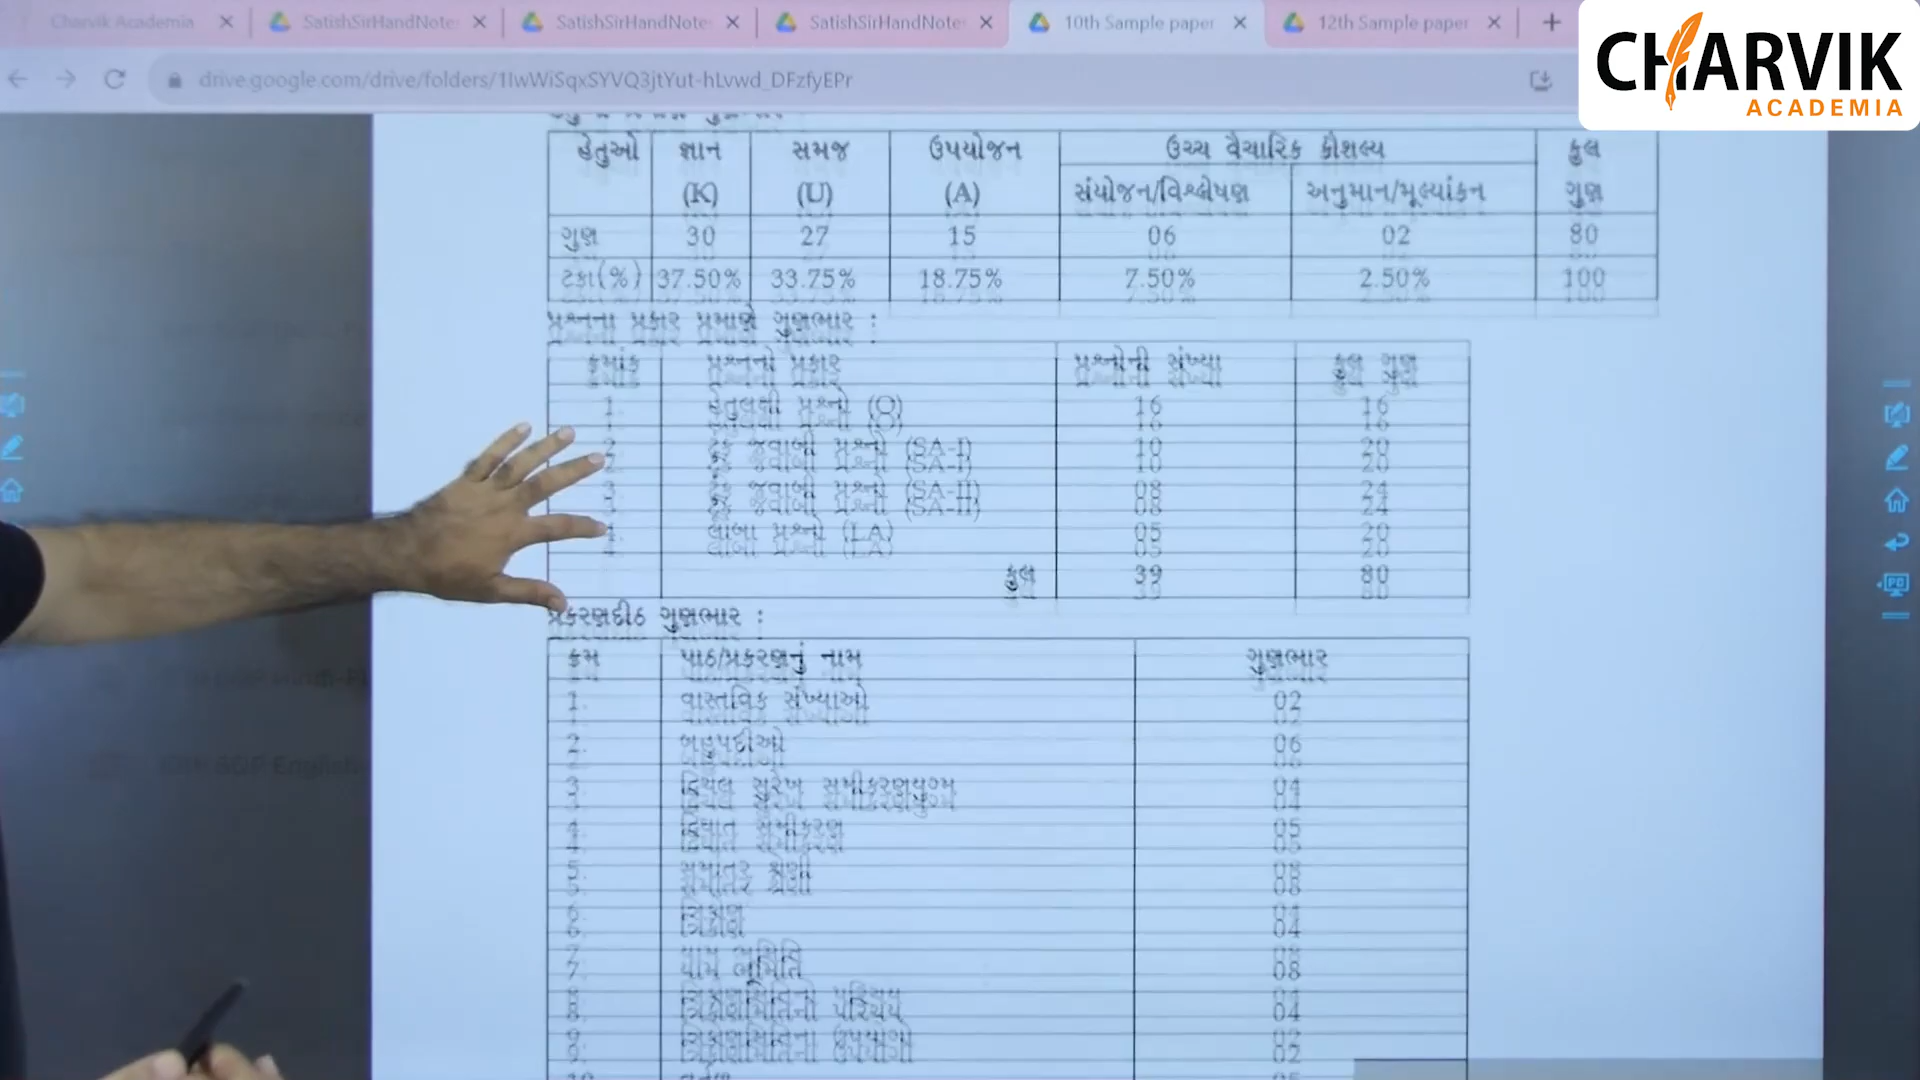 Charvik Academia
SatishSirHandNote
SatishSirHandNote
SatishSirHandNote
10th Sample paper
12th Sample paper
drive.google.com/drive/folders/1IwWiSqxSYVQ3jtYut-hLvwd_DFzfyEPr
CHARVIK
ACADEMIA
હેતુઓ જ્ઞાન સમજ ઉપયોજન ઉચ્ચ વૈચારિક કૌશલ્ય કુલ
(K) (U) (A) સંયોજન/વિશ્લેષણ અનુમાન/મૂલ્યાંકન ગુણ
ગુણ 30 27 15 06 02 80
ટકા(%) 37.50% 33.75% 18.75% 7.50% 2.50% 100
પ્રશ્નના પ્રકાર પ્રમાણે ગુણભાર :
ક્રમાંક પ્રશ્નનો પ્રકાર પ્રશ્નોની સંખ્યા કુલ ગુણ
1. હેતુલક્ષી પ્રશ્નો (O) 16 16
2 ટૂંક જવાબી પ્રશ્નો (SA-I) 10 20
3 ટૂંક જવાબી પ્રશ્નો (SA-II) 08 24
4. લાંબા પ્રશ્નો (LA) 05 20
કુલ 39 80
પ્રકરણદીઠ ગુણભાર :
ક્રમ પાઠ/પ્રકરણનું નામ ગુણભાર
1. વાસ્તવિક સંખ્યાઓ 02
2. બહુપદીઓ 06
3. દ્વિચલ સુરેખ સમીકરણયુગ્મ 04
4. દ્વિઘાત સમીકરણ 05
5. સમાંતર શ્રેણી 08
6. ત્રિકોણ 04
7. યામ ભૂમિતિ 08
8. ત્રિકોણમિતિનો પરિચય 04
9. ત્રિકોણમિતિના ઉપયોગો 02